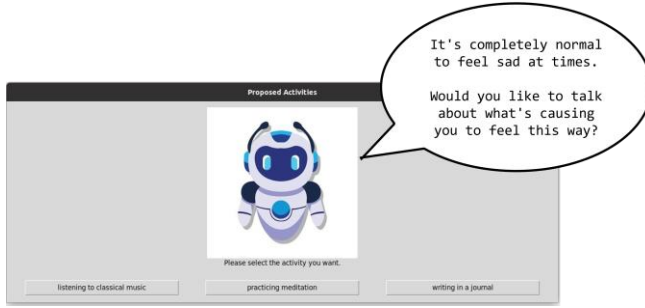 It's completely normal
to feel sad at times.
Would you like to talk
about what's causing
you to feel this way?
Proposed Activities
Please select the activity you want.
listening to classical music
practicing meditation
writing in a journal